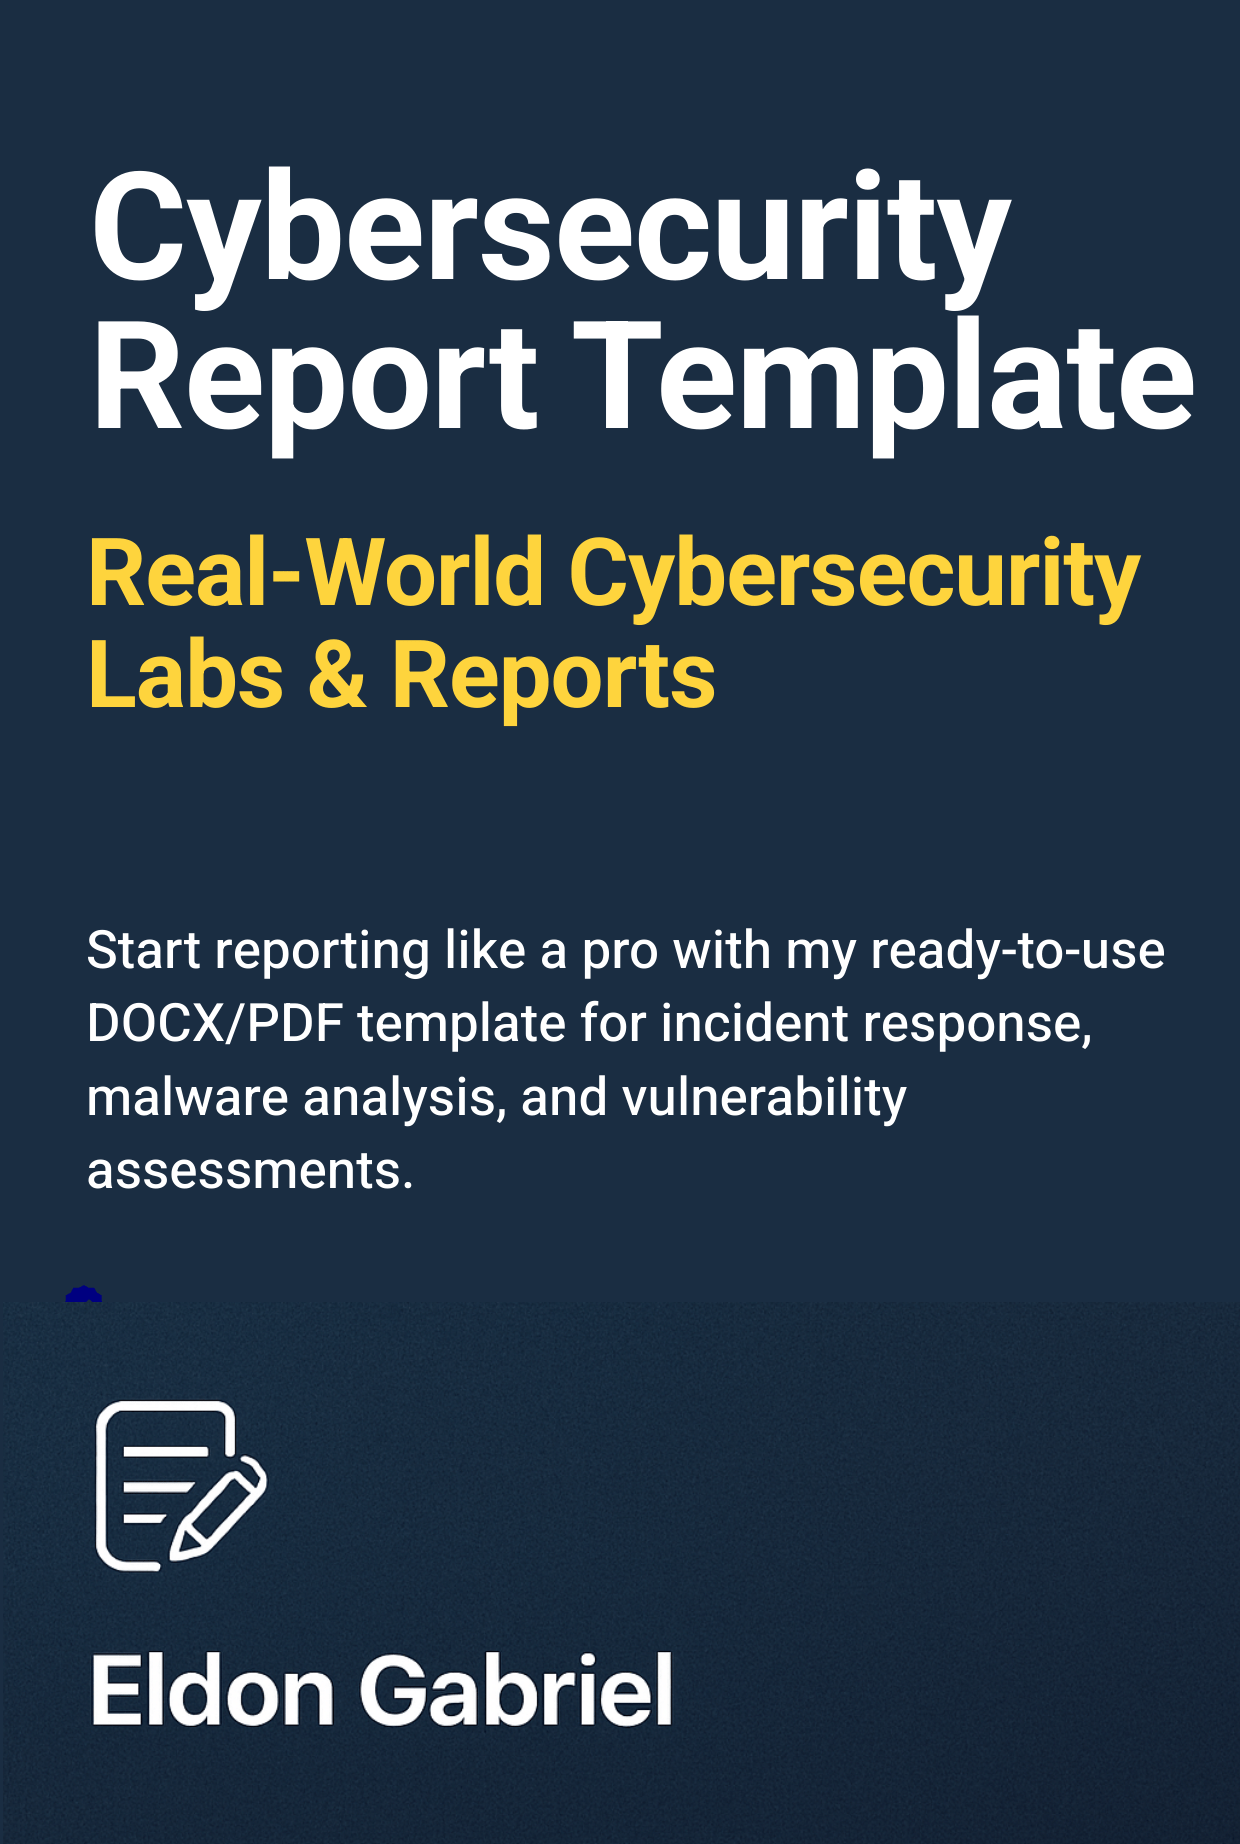 Cybersecurity
Report Template
Real-World Cybersecurity
Labs & Reports
Start reporting like a pro with my ready-to-use
DOCX/PDF template for incident response,
malware analysis, and vulnerability
assessments.
Eldon Gabriel